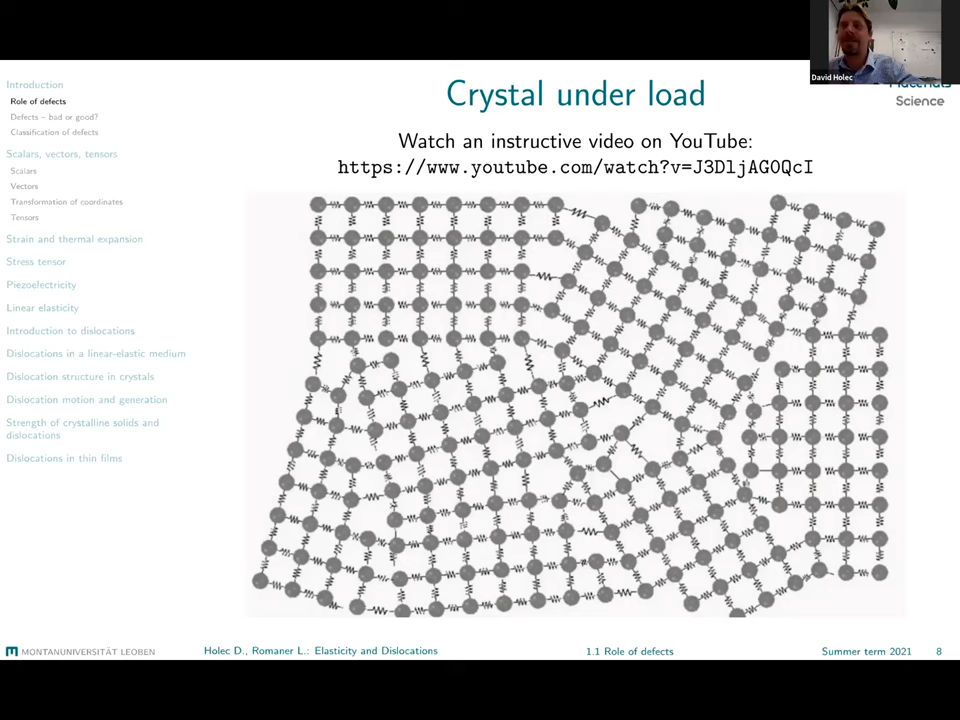 David Holec
Materials
Science
Introduction
Role of defects
Defects – bad or good?
Classification of defects
Scalars, vectors, tensors
Scalars
Vectors
Transformation of coordinates
Tensors
Strain and thermal expansion
Stress tensor
Piezoelectricity
Linear elasticity
Introduction to dislocations
Dislocations in a linear-elastic medium
Dislocation structure in crystals
Dislocation motion and generation
Strength of crystalline solids and
dislocations
Dislocations in thin films
Crystal under load
Watch an instructive video on YouTube:
https://www.youtube.com/watch?v=J3DljAG0QcI
MONTANUNIVERSITÄT LEOBEN
Holec D., Romaner L.: Elasticity and Dislocations
1.1 Role of defects
Summer term 2021
8